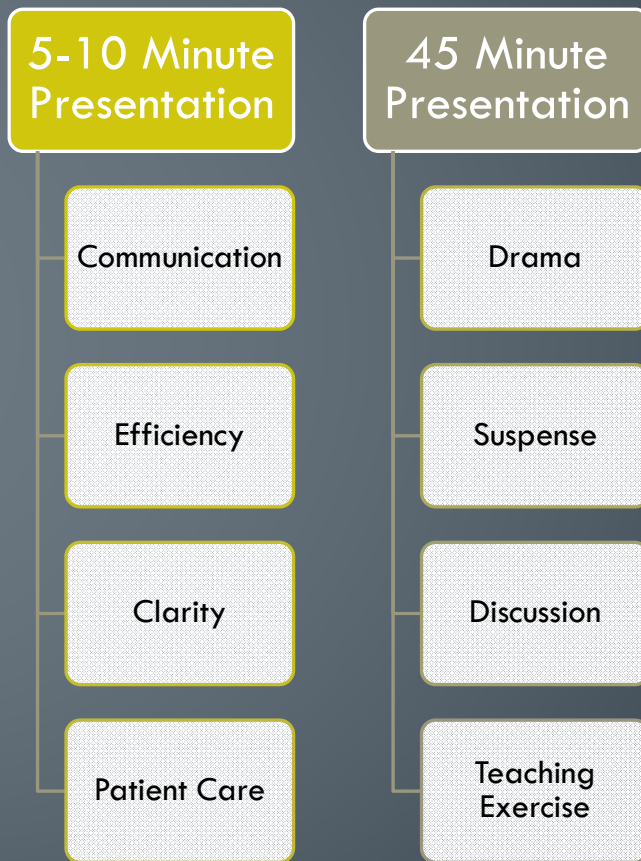 5-10 Minute
Presentation
Communication
Efficiency
Clarity
Patient Care
45 Minute
Presentation
Drama
Suspense
Discussion
Teaching
Exercise